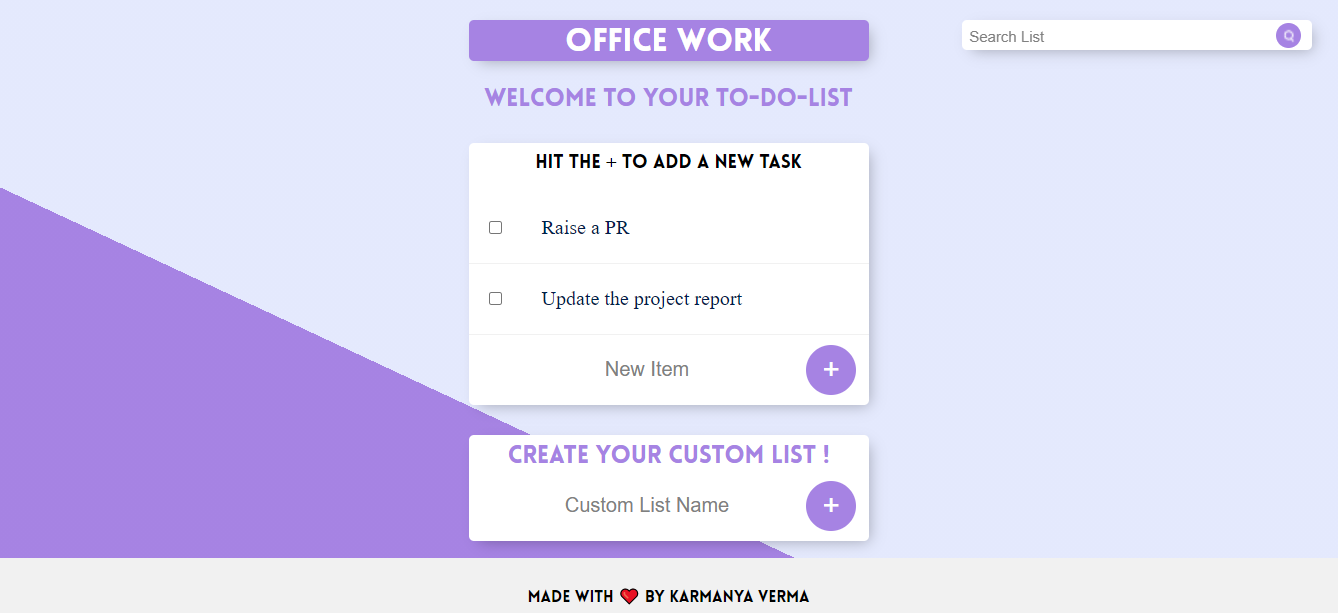 OFFICE WORK
Search List
WELCOME TO YOUR TO-DO-LIST
HIT THE + TO ADD A NEW TASK
Raise a PR
Update the project report
New Item +
CREATE YOUR CUSTOM LIST !
Custom List Name +
MADE WITH ❤ BY KARMANYA VERMA